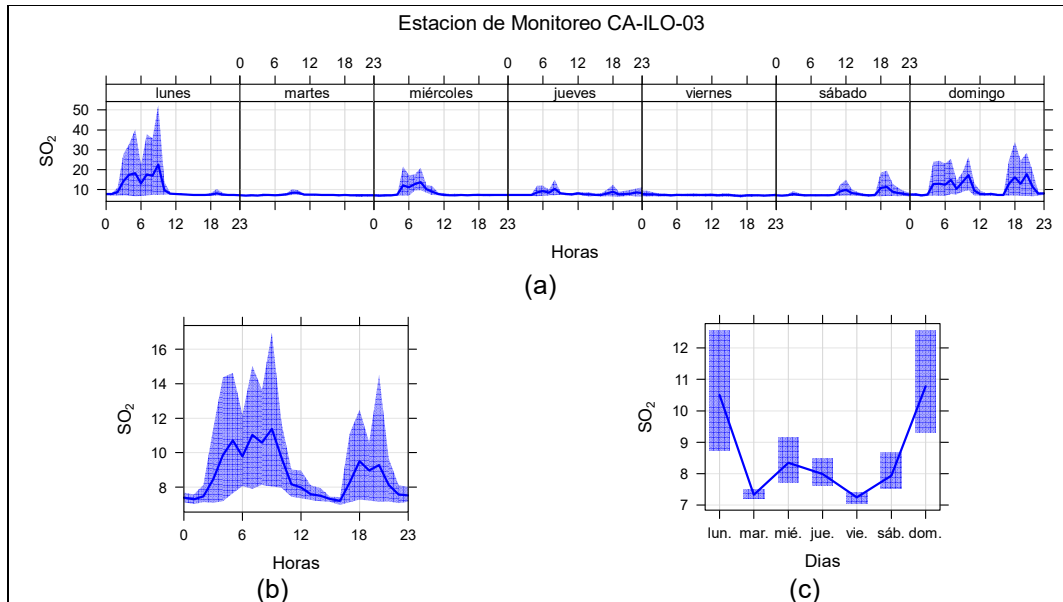 Estacion de Monitoreo CA-ILO-03
0 6 12 18 23 0 6 12 18 23 0 6 12 18 23
lunes martes miércoles jueves viernes sábado domingo
SO2
50
40
30
20
10
0 6 12 18 23 0 6 12 18 23 0 6 12 18 23 0 6 12 18 23
Horas
(a)
SO2
16
14
12
10
8
0 6 12 18 23
Horas
(b)
SO2
12
11
10
9
8
7
lun. mar. mié. jue. vie. sáb. dom.
Dias
(c)